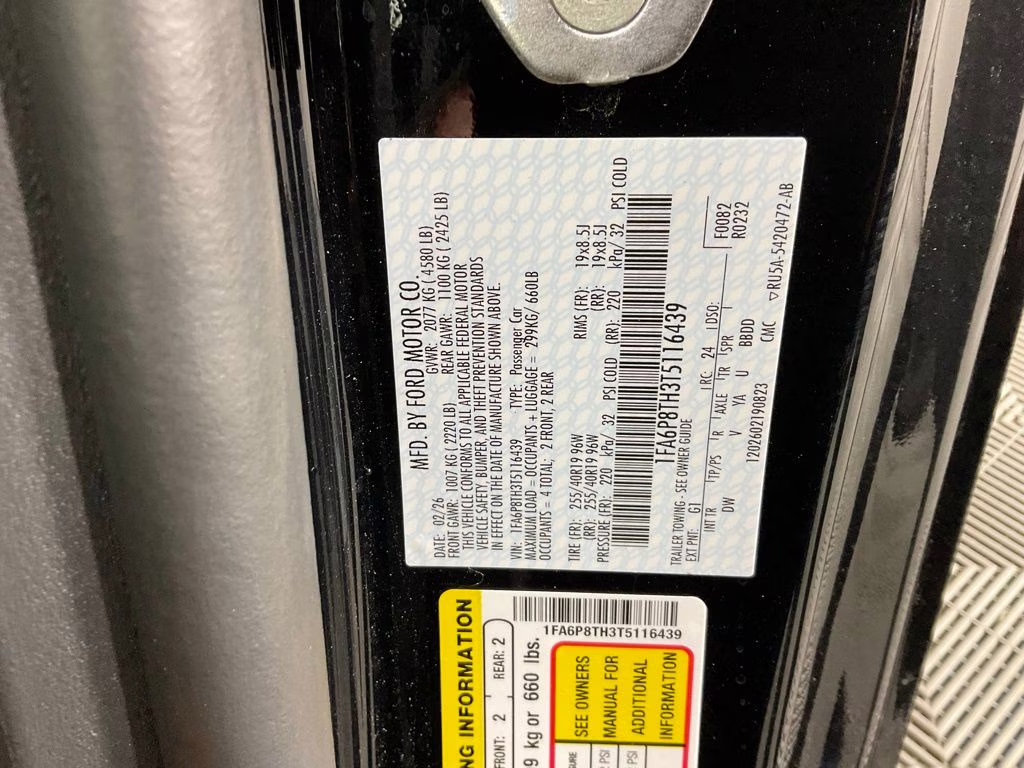 MFD. BY FORD MOTOR CO.
DATE: 02/26 GVWR: 2077 KG ( 4580 LB)
FRONT GAWR: 1007 KG ( 2220 LB) REAR GAWR: 1100 KG ( 2425 LB)
THIS VEHICLE CONFORMS TO ALL APPLICABLE FEDERAL MOTOR
VEHICLE SAFETY, BUMPER, AND THEFT PREVENTION STANDARDS
IN EFFECT ON THE DATE OF MANUFACTURE SHOWN ABOVE.
VIN: 1FA6P8TH3T5116439 TYPE: Passenger Car
MAXIMUM LOAD = OCCUPANTS + LUGGAGE = 299KG/ 660LB
OCCUPANTS = 4 TOTAL; 2 FRONT, 2 REAR
TIRE (FR): 255/40R19 96W RIMS (FR): 19x8.5J
(RR): 255/40R19 96W (RR): 19x8.5J
PRESSURE (FR): 220 kPa/ 32 PSI COLD (RR): 220 kPa/ 32 PSI COLD
1FA6P8TH3T5116439
TRAILER TOWING - SEE OWNER GUIDE
EXT PNT: G1 RC: 24 DSO: F0082
R0232
INT TR TP/PS R AXLE TR SPR
DW V YA U BBDD
1202602190823 CMC
▽RU5A-5420472-AB
NG INFORMATION
FRONT: 2 REAR: 2
9 kg or 660 lbs.
1FA6P8TH3T5116439
SEE OWNERS
MANUAL FOR
ADDITIONAL
INFORMATION
PSI
PSI